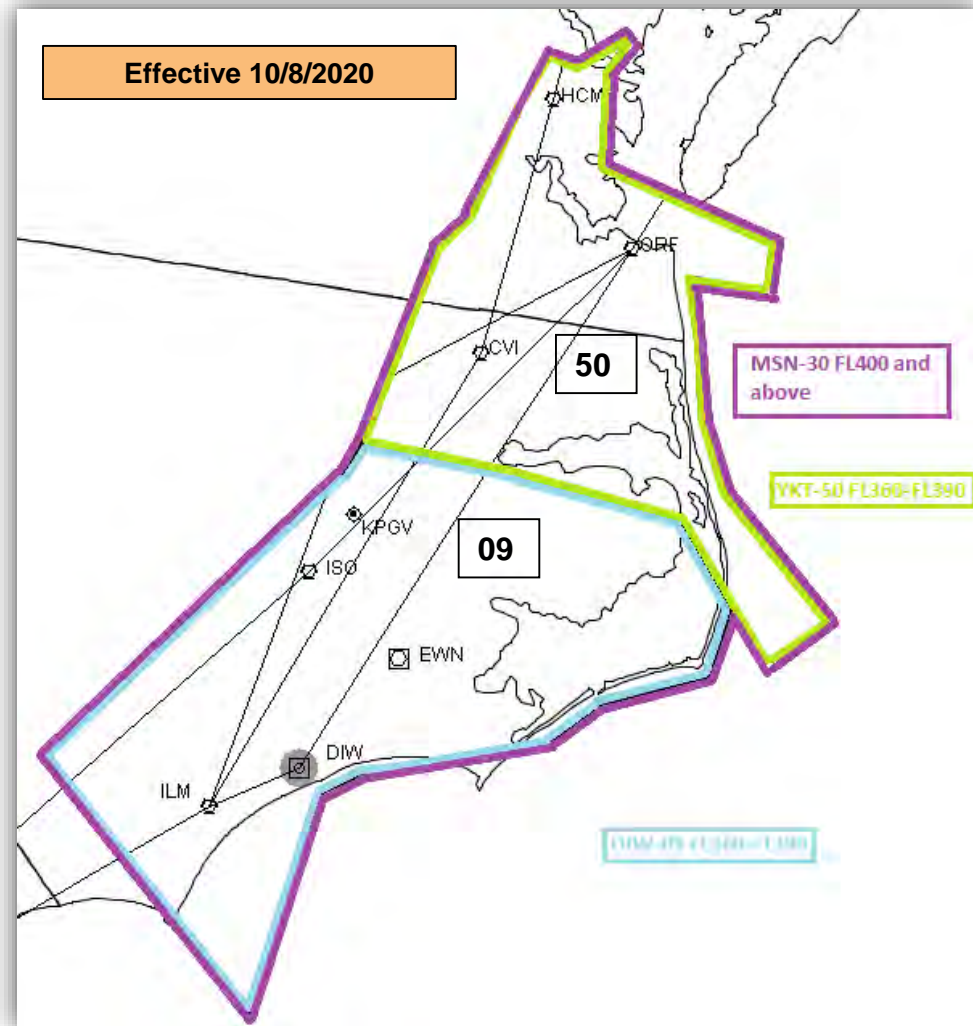 Effective 10/8/2020
HCM
ORF
CVI
50
MSN-30 FL400 and
above
YKT-50 FL360-FL390
KPGV
09
ISO
EWN
DIW
ILM